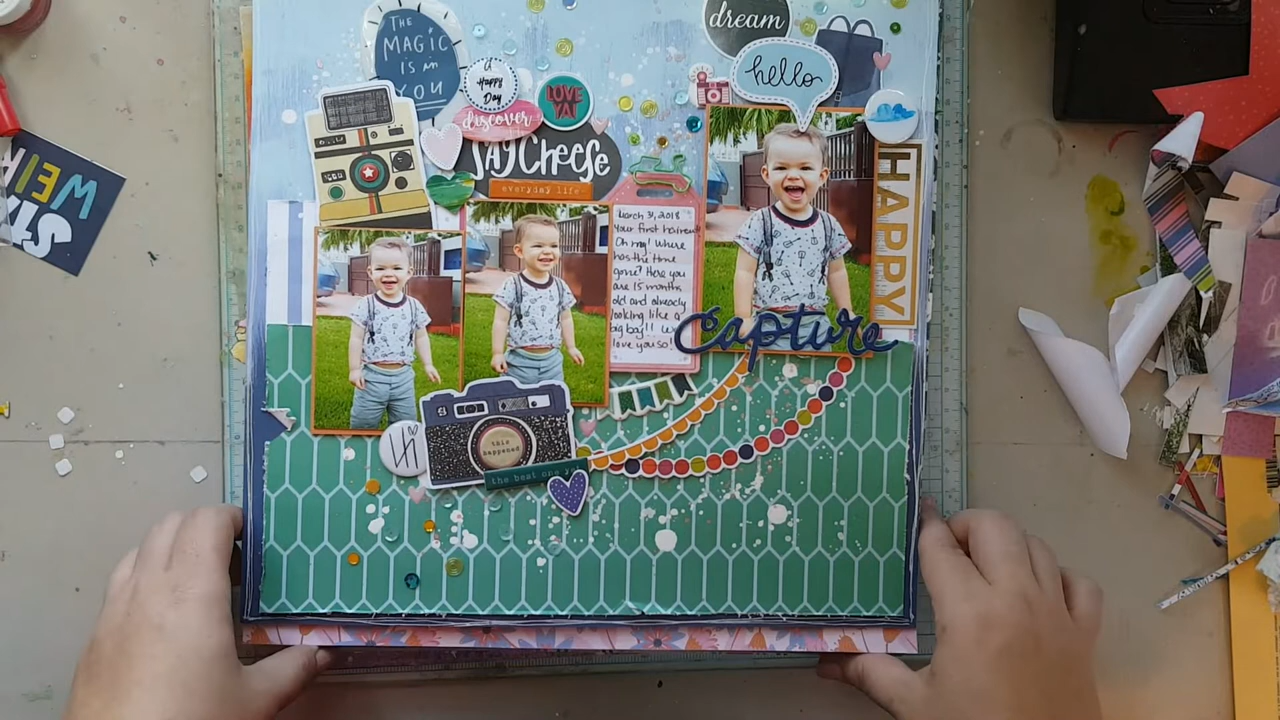 THE
MAGIC
IS in
YOU
A
Happy
Day
LOVE
YA!
discover
SAY CHEESE
everyday life
dream
hello
HAPPY
March 31, 2018
Your first haircut
Oh my! Where
has the time
gone? Here you
are 15 months
old and already
looking like a
big boy!! We
love you so!
capture
Hi
this
happened
the best one yet